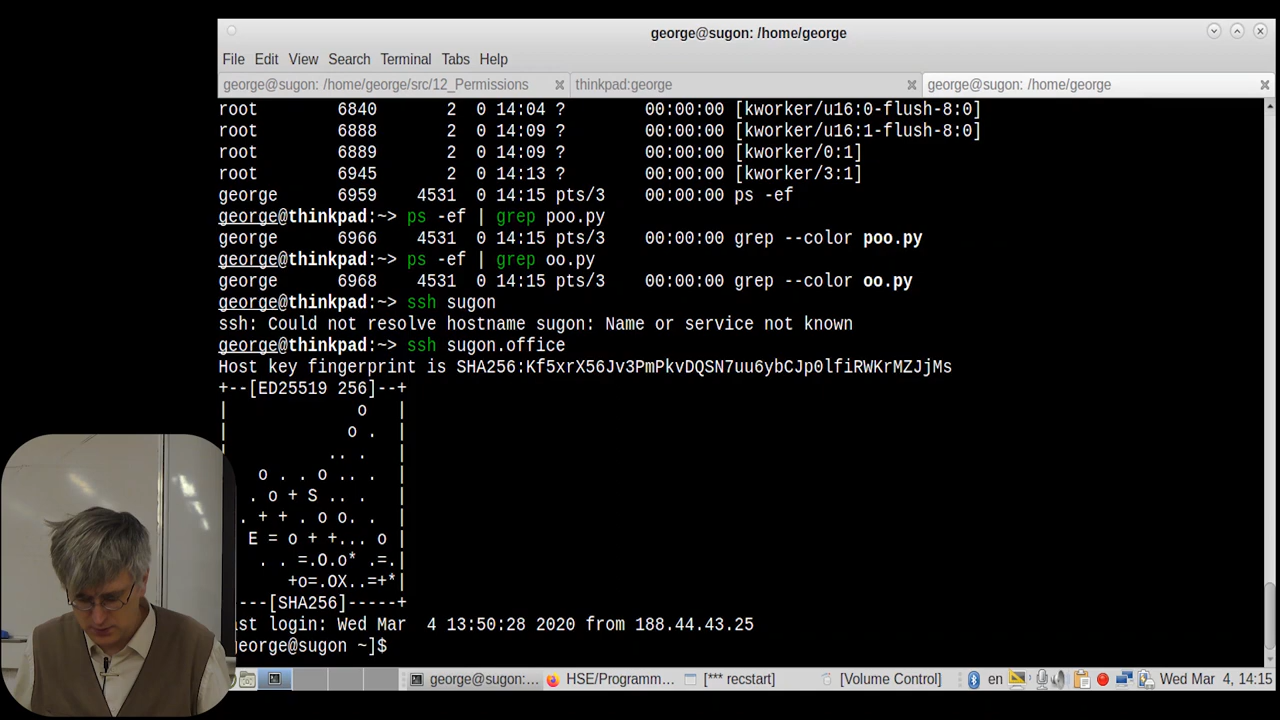 george@sugon: /home/george
File Edit View Search Terminal Tabs Help
george@sugon: /home/george/src/12_Permissions thinkpad:george george@sugon: /home/george
root 6840 2 0 14:04 ? 00:00:00 [kworker/u16:0-flush-8:0]
root 6888 2 0 14:09 ? 00:00:00 [kworker/u16:1-flush-8:0]
root 6889 2 0 14:09 ? 00:00:00 [kworker/0:1]
root 6945 2 0 14:13 ? 00:00:00 [kworker/3:1]
george 6959 4531 0 14:15 pts/3 00:00:00 ps -ef
george@thinkpad:~> ps -ef | grep poo.py
george 6966 4531 0 14:15 pts/3 00:00:00 grep --color poo.py
george@thinkpad:~> ps -ef | grep oo.py
george 6968 4531 0 14:15 pts/3 00:00:00 grep --color oo.py
george@thinkpad:~> ssh sugon
ssh: Could not resolve hostname sugon: Name or service not known
george@thinkpad:~> ssh sugon.office
Host key fingerprint is SHA256:Kf5xrX56Jv3PmPkvDQSN7uu6ybCJp0lfiRWKrMZJjMs
+--[ED25519 256]--+
| o |
| o . |
| .. . |
| o . . o .. . |
. o + S .. . |
. + + . o o. . |
E = o + +... o |
. . =.O.o* .=.|
+o=.OX..=+*|
---[SHA256]-----+
ast login: Wed Mar 4 13:50:28 2020 from 188.44.43.25
george@sugon ~]$
george@sugon:... HSE/Programm... [*** recstart] [Volume Control] en Wed Mar 4, 14:15